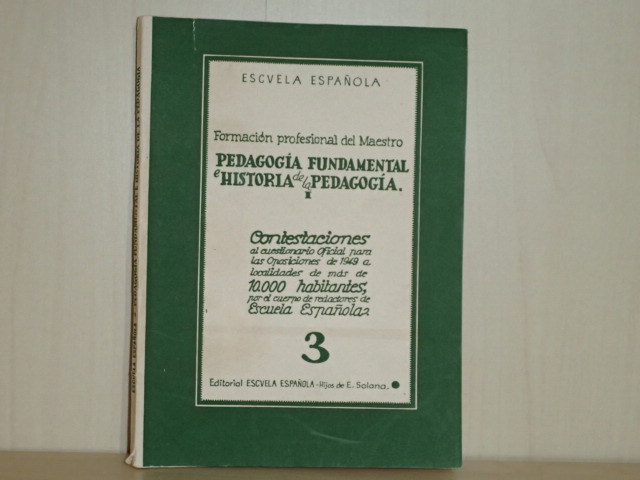 ESCVELA ESPAÑOLA
Formación profesional del Maestro
PEDAGOGÍA FUNDAMENTAL
e HISTORIA de la PEDAGOGÍA.
I
Contestaciones
al cuestionario Oficial para
las Oposiciones de 1949 a
localidades de más de
10.000 habitantes,
por el cuerpo de redactores de
Escuela Española.
3
Editorial ESCVELA ESPAÑOLA - Hijos de E. Solana.